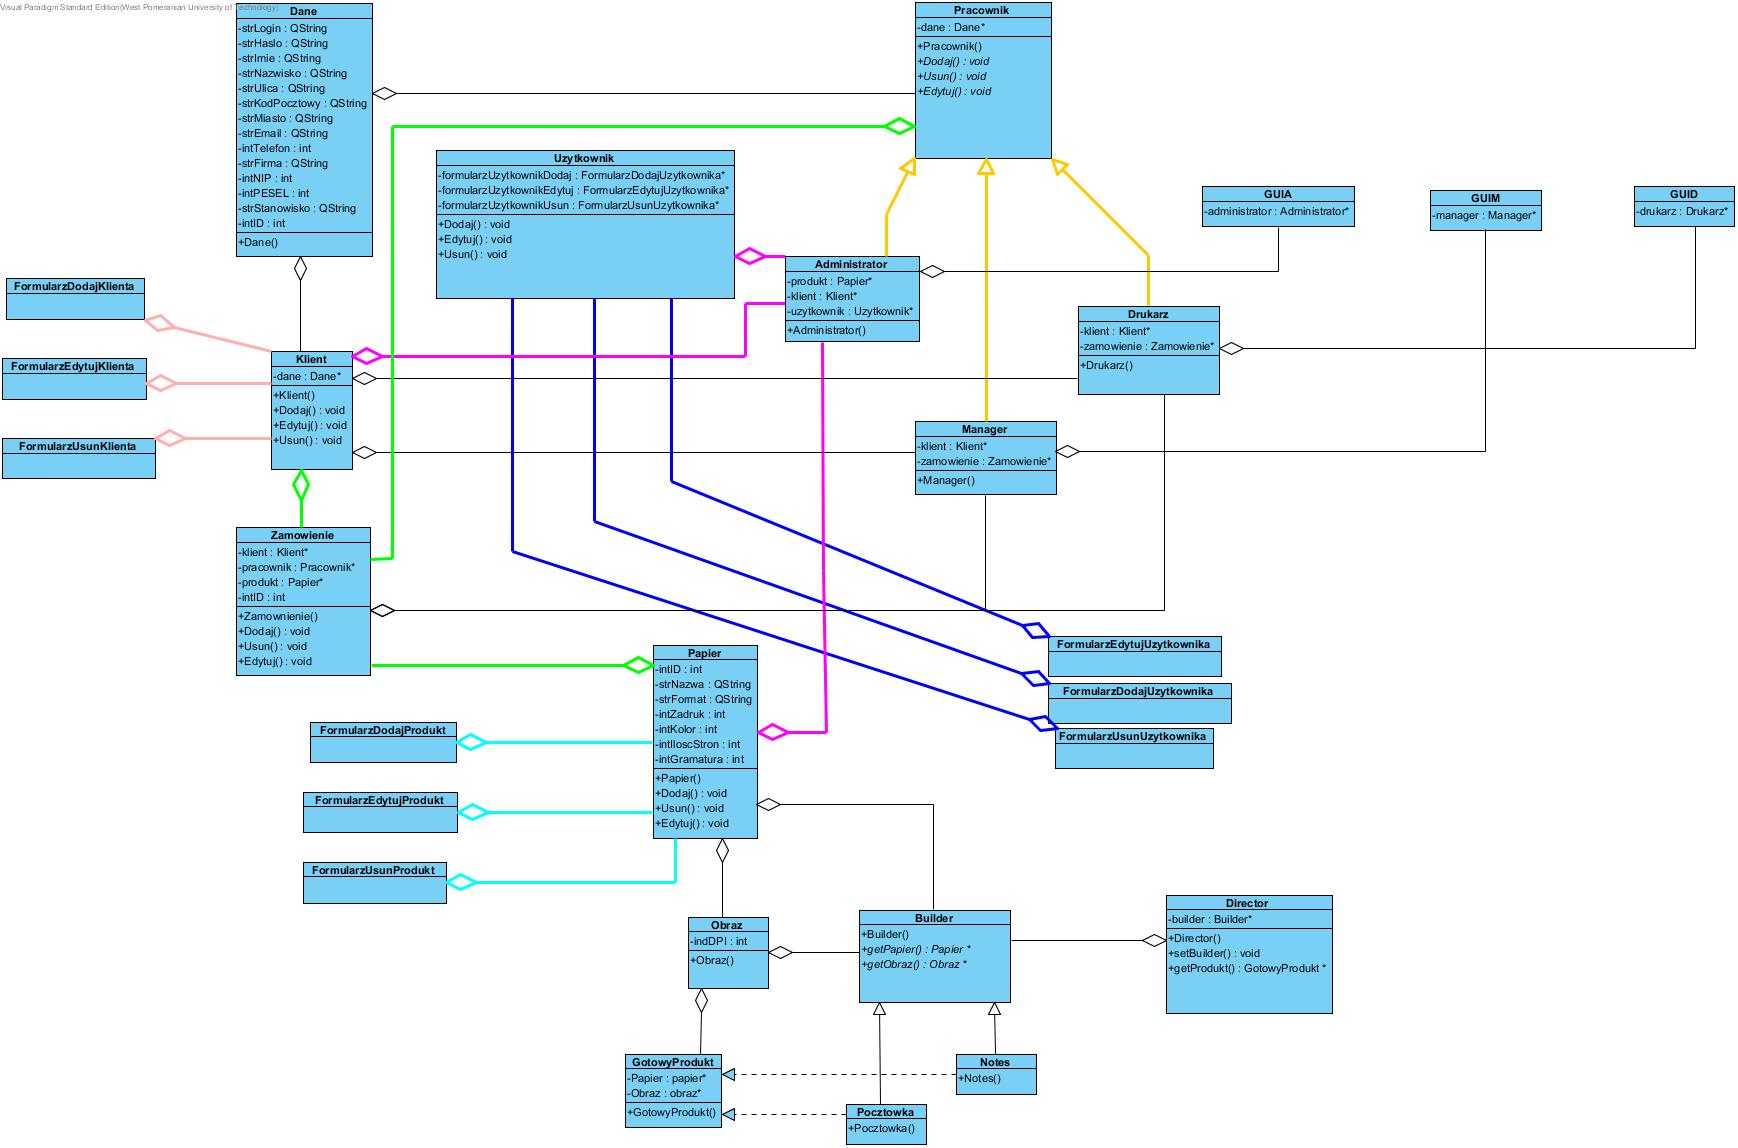 Visual Paradigm Standard Edition(West Pomeranian University of Technology)
Dane
-strLogin : QString
-strHaslo : QString
-strImie : QString
-strNazwisko : QString
-strUlica : QString
-strKodPocztowy : QString
-strMiasto : QString
-strEmail : QString
-intTelefon : int
-strFirma : QString
-intNIP : int
-intPESEL : int
-strStanowisko : QString
-intID : int
+Dane()
Pracownik
-dane : Dane*
+Pracownik()
+Dodaj() : void
+Usun() : void
+Edytuj() : void
Uzytkownik
-formularzUzytkownikDodaj : FormularzDodajUzytkownika*
-formularzUzytkownikEdytuj : FormularzEdytujUzytkownika*
-formularzUzytkownikUsun : FormularzUsunUzytkownika*
+Dodaj() : void
+Edytuj() : void
+Usun() : void
GUIA
-administrator : Administrator*
GUIM
-manager : Manager*
GUID
-drukarz : Drukarz*
Administrator
-produkt : Papier*
-klient : Klient*
-uzytkownik : Uzytkownik*
+Administrator()
FormularzDodajKlienta
FormularzEdytujKlienta
FormularzUsunKlienta
Klient
-dane : Dane*
+Klient()
+Dodaj() : void
+Edytuj() : void
+Usun() : void
Drukarz
-klient : Klient*
-zamowienie : Zamowienie*
+Drukarz()
Manager
-klient : Klient*
-zamowienie : Zamowienie*
+Manager()
Zamowienie
-klient : Klient*
-pracownik : Pracownik*
-produkt : Papier*
-intID : int
+Zamownienie()
+Dodaj() : void
+Usun() : void
+Edytuj() : void
FormularzEdytujUzytkownika
FormularzDodajUzytkownika
FormularzUsunUzytkownika
Papier
-intID : int
-strNazwa : QString
-strFormat : QString
-intZadruk : int
-intKolor : int
-intIloscStron : int
-intGramatura : int
+Papier()
+Dodaj() : void
+Usun() : void
+Edytuj() : void
FormularzDodajProdukt
FormularzEdytujProdukt
FormularzUsunProdukt
Obraz
-indDPI : int
+Obraz()
Builder
+Builder()
+getPapier() : Papier *
+getObraz() : Obraz *
Director
-builder : Builder*
+Director()
+setBuilder() : void
+getProdukt() : GotowyProdukt *
GotowyProdukt
-Papier : papier*
-Obraz : obraz*
+GotowyProdukt()
Notes
+Notes()
Pocztowka
+Pocztowka()